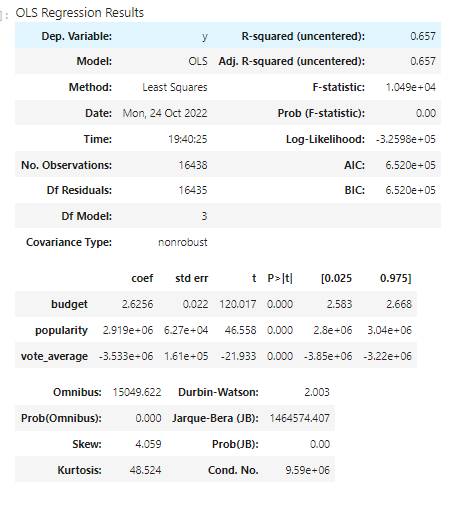 ]: OLS Regression Results
Dep. Variable: y R-squared (uncentered): 0.657
Model: OLS Adj. R-squared (uncentered): 0.657
Method: Least Squares F-statistic: 1.049e+04
Date: Mon, 24 Oct 2022 Prob (F-statistic): 0.00
Time: 19:40:25 Log-Likelihood: -3.2598e+05
No. Observations: 16438 AIC: 6.520e+05
Df Residuals: 16435 BIC: 6.520e+05
Df Model: 3
Covariance Type: nonrobust
coef std err t P>|t| [0.025 0.975]
budget 2.6256 0.022 120.017 0.000 2.583 2.668
popularity 2.919e+06 6.27e+04 46.558 0.000 2.8e+06 3.04e+06
vote_average -3.533e+06 1.61e+05 -21.933 0.000 -3.85e+06 -3.22e+06
Omnibus: 15049.622 Durbin-Watson: 2.003
Prob(Omnibus): 0.000 Jarque-Bera (JB): 1464574.407
Skew: 4.059 Prob(JB): 0.00
Kurtosis: 48.524 Cond. No. 9.59e+06